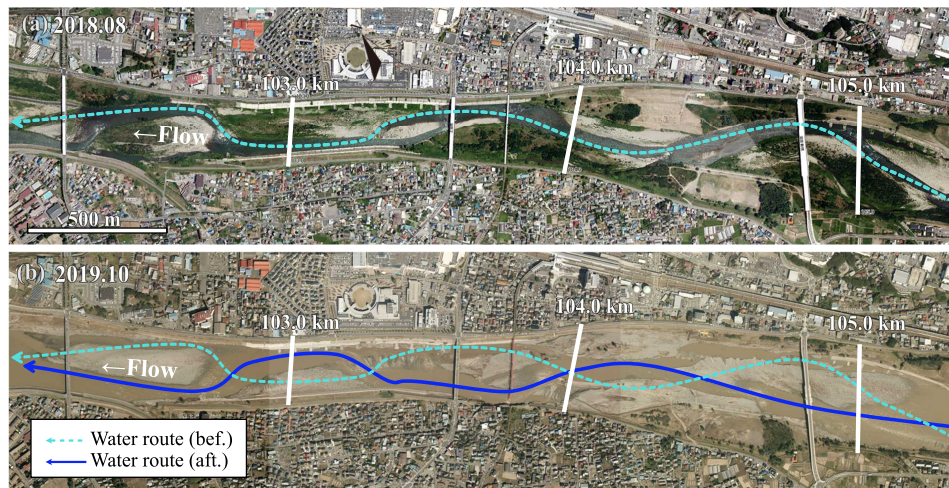 (a) 2018.08
103.0 km
104.0 km
105.0 km
←Flow
500 m
(b) 2019.10
103.0 km
104.0 km
105.0 km
←Flow
Water route (bef.)
Water route (aft.)